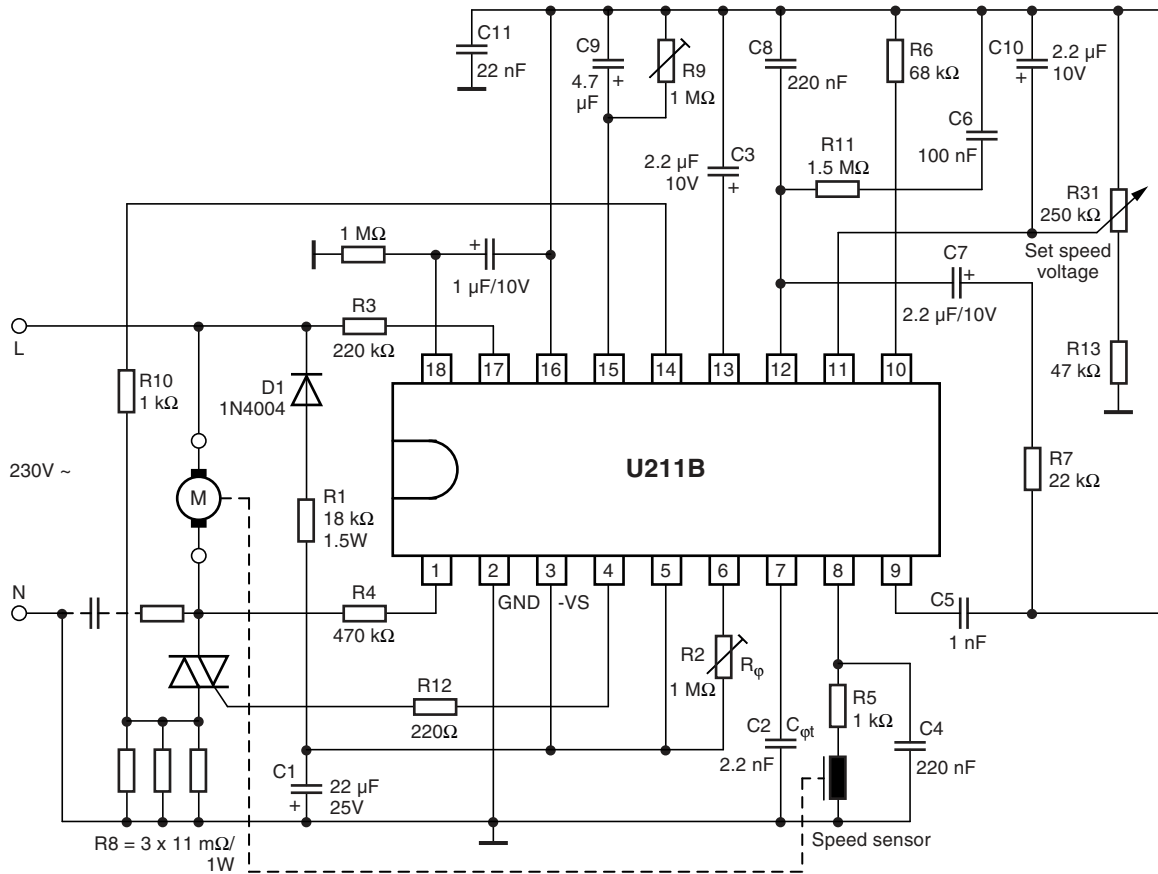 C11
22 nF
C9
4.7
µF
+
R9
1 MΩ
C8
220 nF
R6
68 kΩ
C10
+
2.2 µF
10V
C6
100 nF
R11
1.5 MΩ
2.2 µF
10V
C3
+
R31
250 kΩ
Set speed
voltage
1 MΩ
+
1 µF/10V
C7
+
2.2 µF/10V
L
R3
220 kΩ
R13
47 kΩ
R10
1 kΩ
D1
1N4004
18
17
16
15
14
13
12
11
10
230V ~
M
R1
18 kΩ
1.5W
U211B
R7
22 kΩ
1
2
3
4
5
6
7
8
9
N
GND
-VS
R4
470 kΩ
C5
1 nF
R2
1 MΩ
Rφ
R12
220Ω
R5
1 kΩ
C2
Cφt
2.2 nF
C4
220 nF
C1
+
22 µF
25V
R8 = 3 x 11 mΩ/
1W
Speed sensor